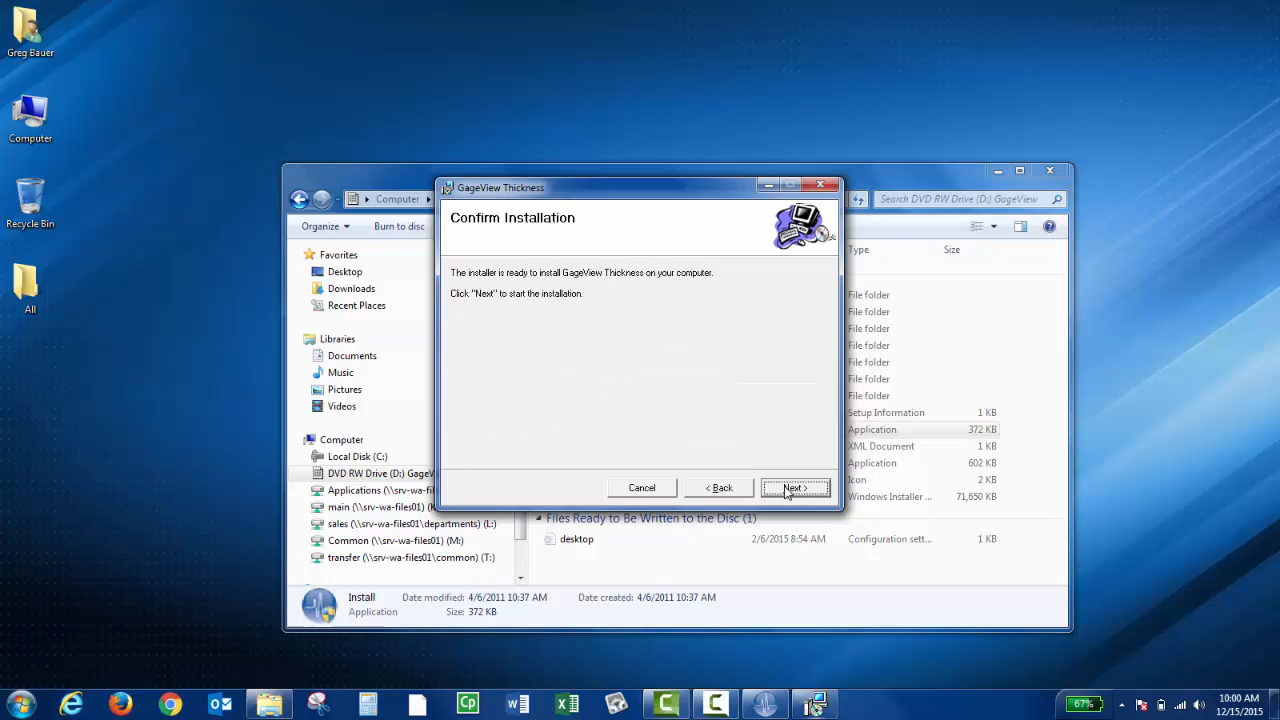 Greg Bauer
Computer
Recycle Bin
All
Computer
Search DVD RW Drive (D:) GageView
Organize
Burn to disc
Favorites
Desktop
Downloads
Recent Places
Libraries
Documents
Music
Pictures
Videos
Computer
Local Disk (C:)
DVD RW Drive (D:) GageV
Applications (\\srv-wa-fil
main (\\srv-wa-files01\en
sales (\\srv-wa-files01\departments) (L:)
Common (\\srv-wa-files01) (M:)
transfer (\\srv-wa-files01\common) (T:)
GageView Thickness
Confirm Installation
The installer is ready to install GageView Thickness on your computer.
Click "Next" to start the installation.
Cancel
< Back
Next >
Type Size
File folder
File folder
File folder
File folder
File folder
File folder
File folder
Setup Information 1 KB
Application 372 KB
XML Document 1 KB
Application 602 KB
Icon 2 KB
Windows Installer ... 71,650 KB
Files Ready to Be Written to the Disc (1)
desktop 2/6/2015 8:54 AM Configuration sett... 1 KB
Install Date modified: 4/6/2011 10:37 AM Date created: 4/6/2011 10:37 AM
Application Size: 372 KB
67%
10:00 AM
12/15/2015